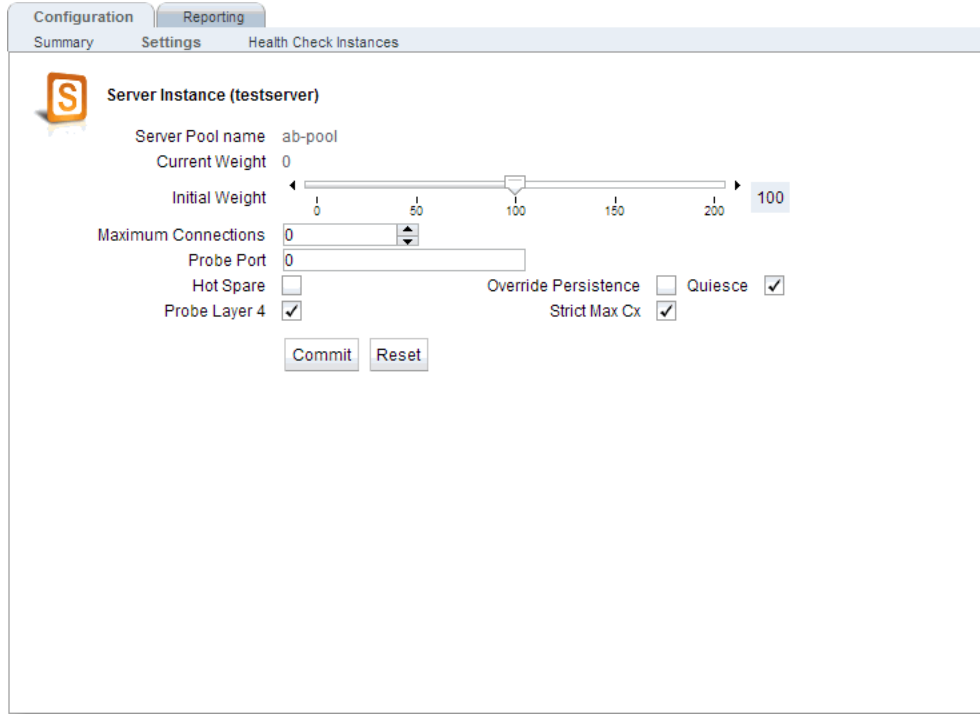 Configuration Reporting
Summary Settings Health Check Instances
S
Server Instance (testserver)
Server Pool name ab-pool
Current Weight 0
Initial Weight 100
0 50 100 150 200
Maximum Connections 0
Probe Port 0
Hot Spare Override Persistence Quiesce
Probe Layer 4 Strict Max Cx
Commit Reset